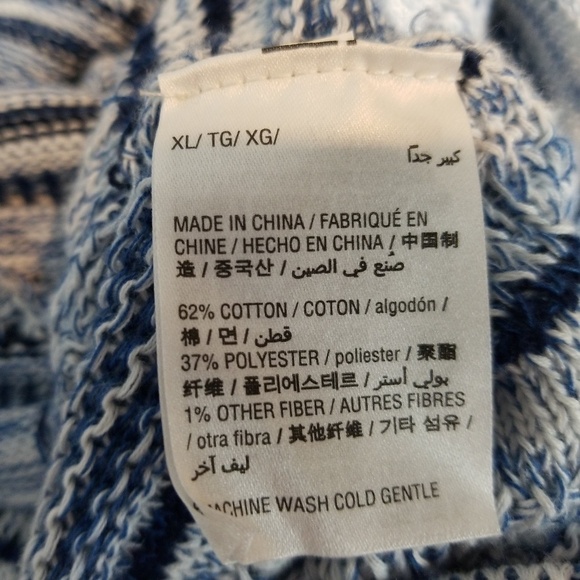 XL/ TG/ XG/
كبير جدًا
MADE IN CHINA / FABRIQUÉ EN
CHINE / HECHO EN CHINA / 中国制
造 / 중국산 / صُنع في الصين
62% COTTON / COTON / algodón /
棉 / 면 / قطن
37% POLYESTER / poliester / 聚酯
纤维 / 폴리에스테르 / بولي أستر
1% OTHER FIBER / AUTRES FIBRES
/ otra fibra / 其他纤维 / 기타 섬유 /
ليف آخر
MACHINE WASH COLD GENTLE